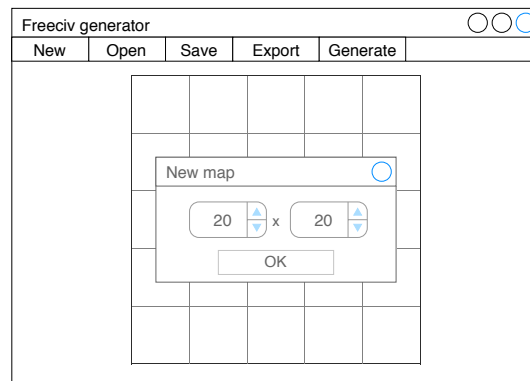 Freeciv generator
New Open Save Export Generate
New map
20 x 20
OK